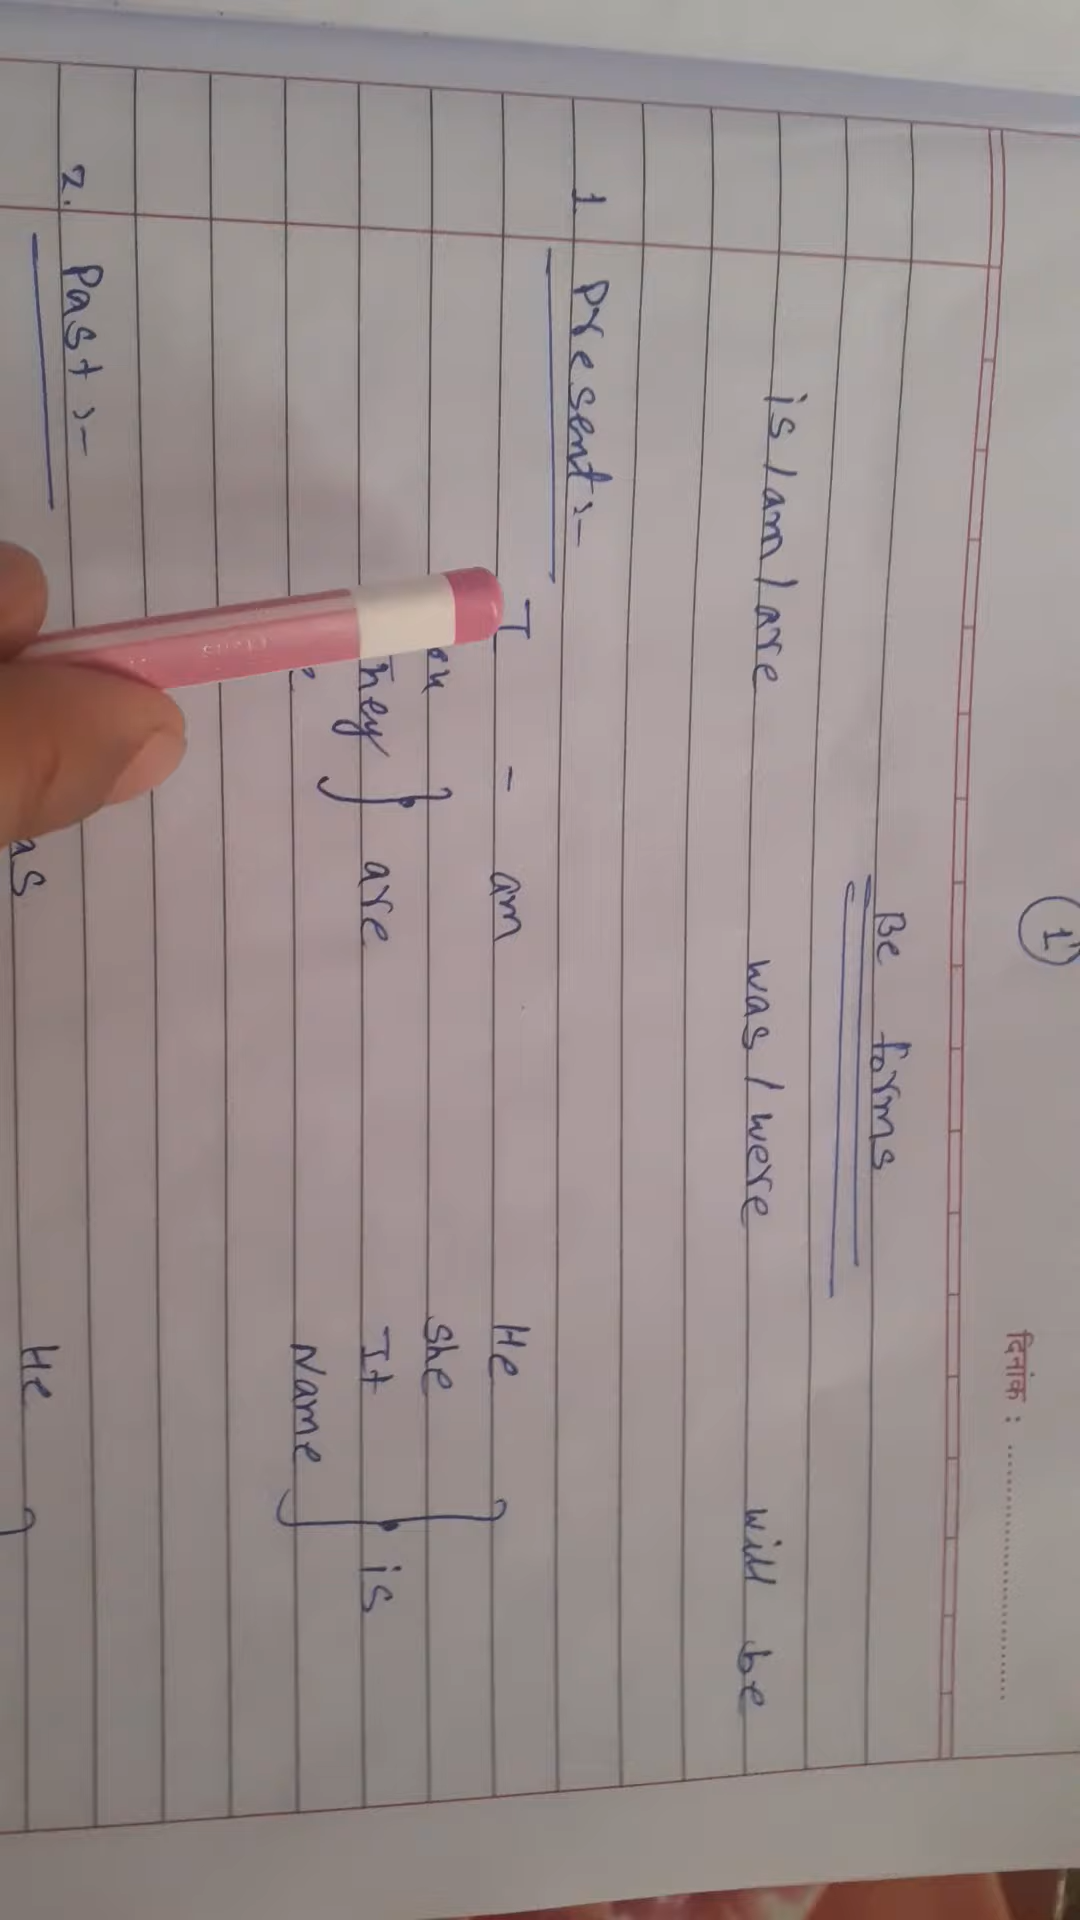 1
दिनांक :
Be forms
is / am / are was / were will be
1. Present :-
I - am He
She
are It is
Name
2. Past :-
He